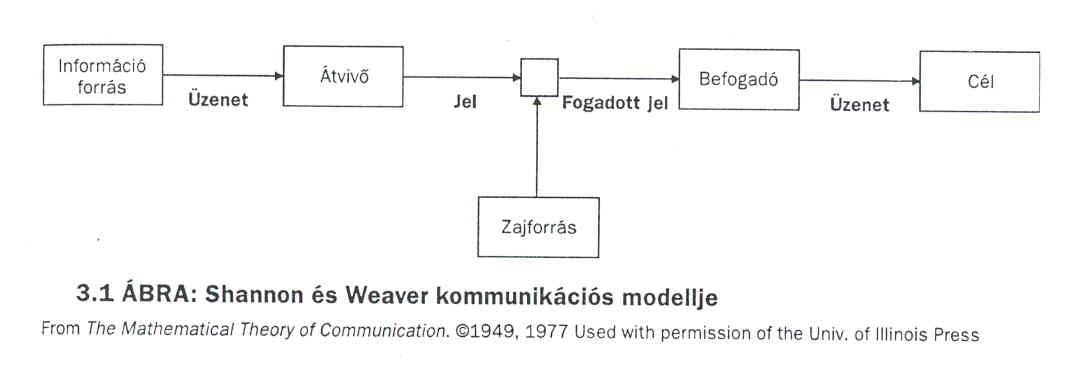 Információ
forrás
Üzenet
Átvivő
Jel
Fogadott jel
Befogadó
Üzenet
Cél
Zajforrás
3.1 ÁBRA: Shannon és Weaver kommunikációs modellje
From The Mathematical Theory of Communication. ©1949, 1977 Used with permission of the Univ. of Illinois Press